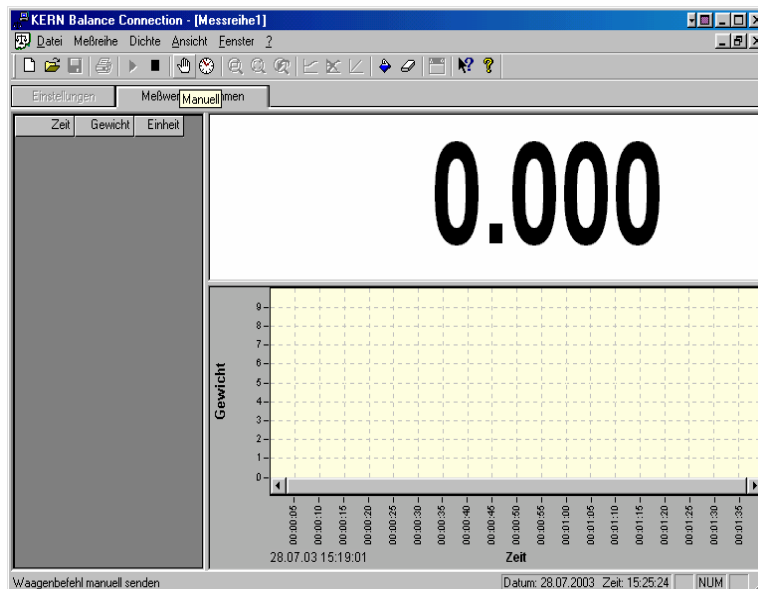 KERN Balance Connection - [Messreihe1]
Datei Meßreihe Dichte Ansicht Fenster ?
Einstellungen Meßwer hmen
Manuell
Zeit Gewicht Einheit
0.000
9
8
7
6
5
4
3
2
1
0
Gewicht
00:00:05 00:00:10 00:00:15 00:00:20 00:00:25 00:00:30 00:00:35 00:00:40 00:00:45 00:00:50 00:00:55 00:01:00 00:01:05 00:01:10 00:01:15 00:01:20 00:01:25 00:01:30 00:01:35
28.07.03 15:19:01 Zeit
Waagenbefehl manuell senden Datum: 28.07.2003 Zeit: 15:25:24 NUM